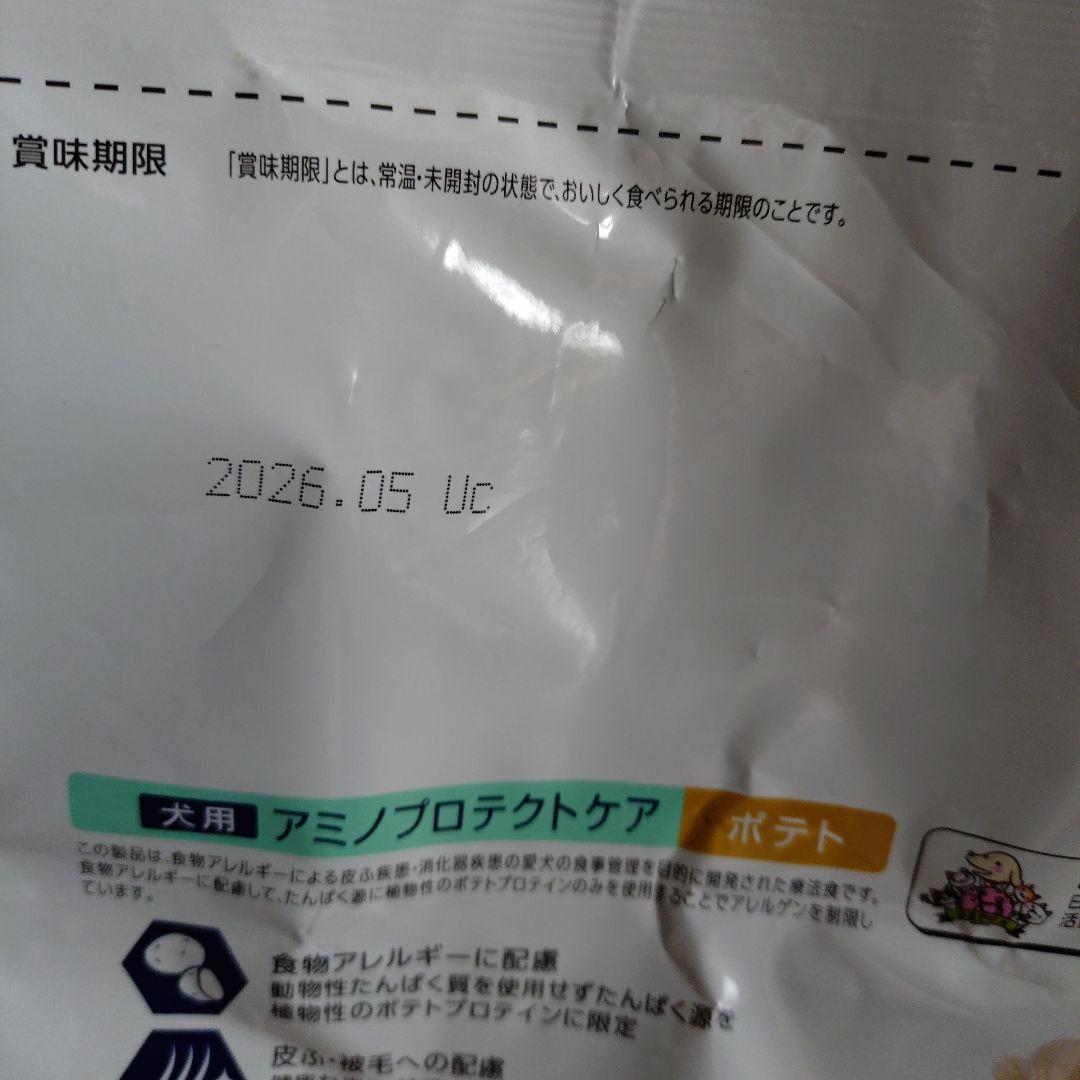 賞味期限
「賞味期限」とは、常温・未開封の状態で、おいしく食べられる期限のことです。
2026.05 Uc
犬用 アミノプロテクトケア ポテト
この製品は、食物アレルギーによる皮ふ疾患・消化器疾患の愛犬の食事管理を目的に開発された療法食です。
食物アレルギーに配慮して、たんぱく源に植物性のポテトプロテインのみを使用することでアレルゲンを制限し
ています。
食物アレルギーに配慮
動物性たんぱく質を使用せずたんぱく源を
植物性のポテトプロテインに限定
皮ふ・被毛への配慮